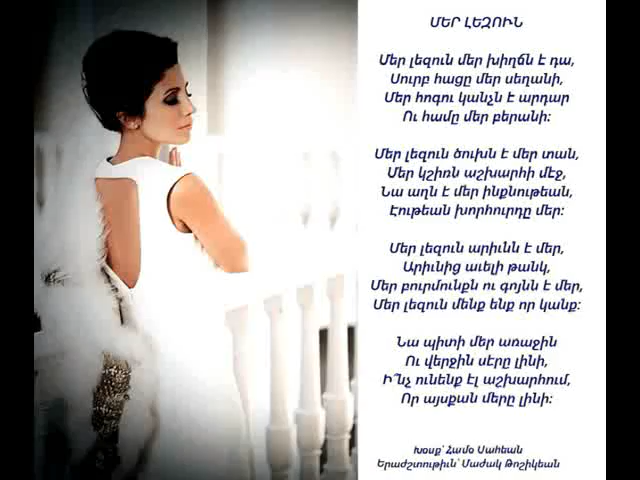 ՄԵՐ ԼԵԶՈՒՆ
Մեր լեզուն մեր խիղճն է դա,
Սուրբ հացը մեր սեղանի,
Մեր հոգու կանչն է արդար
Ու համը մեր բերանի:
Մեր լեզուն ծուխն է մեր տան,
Մեր կշիռն աշխարհի մէջ,
Նա աղն է մեր ինքնութեան,
Էութեան խորհուրդը մեր:
Մեր լեզուն արիւնն է մեր,
Արիւնից աւելի թանկ,
Մեր բուրմունքն ու գոյնն է մեր,
Մեր լեզուն մենք ենք որ կանք:
Նա պիտի մեր առաջին
Ու վերջին սէրը լինի,
Ի՞նչ ունենք էլ աշխարհում,
Որ այսքան մերը լինի:
Խօսք՝ Համօ Սահեան
Երաժշտութիւն՝ Մաժակ Թօշիկեան